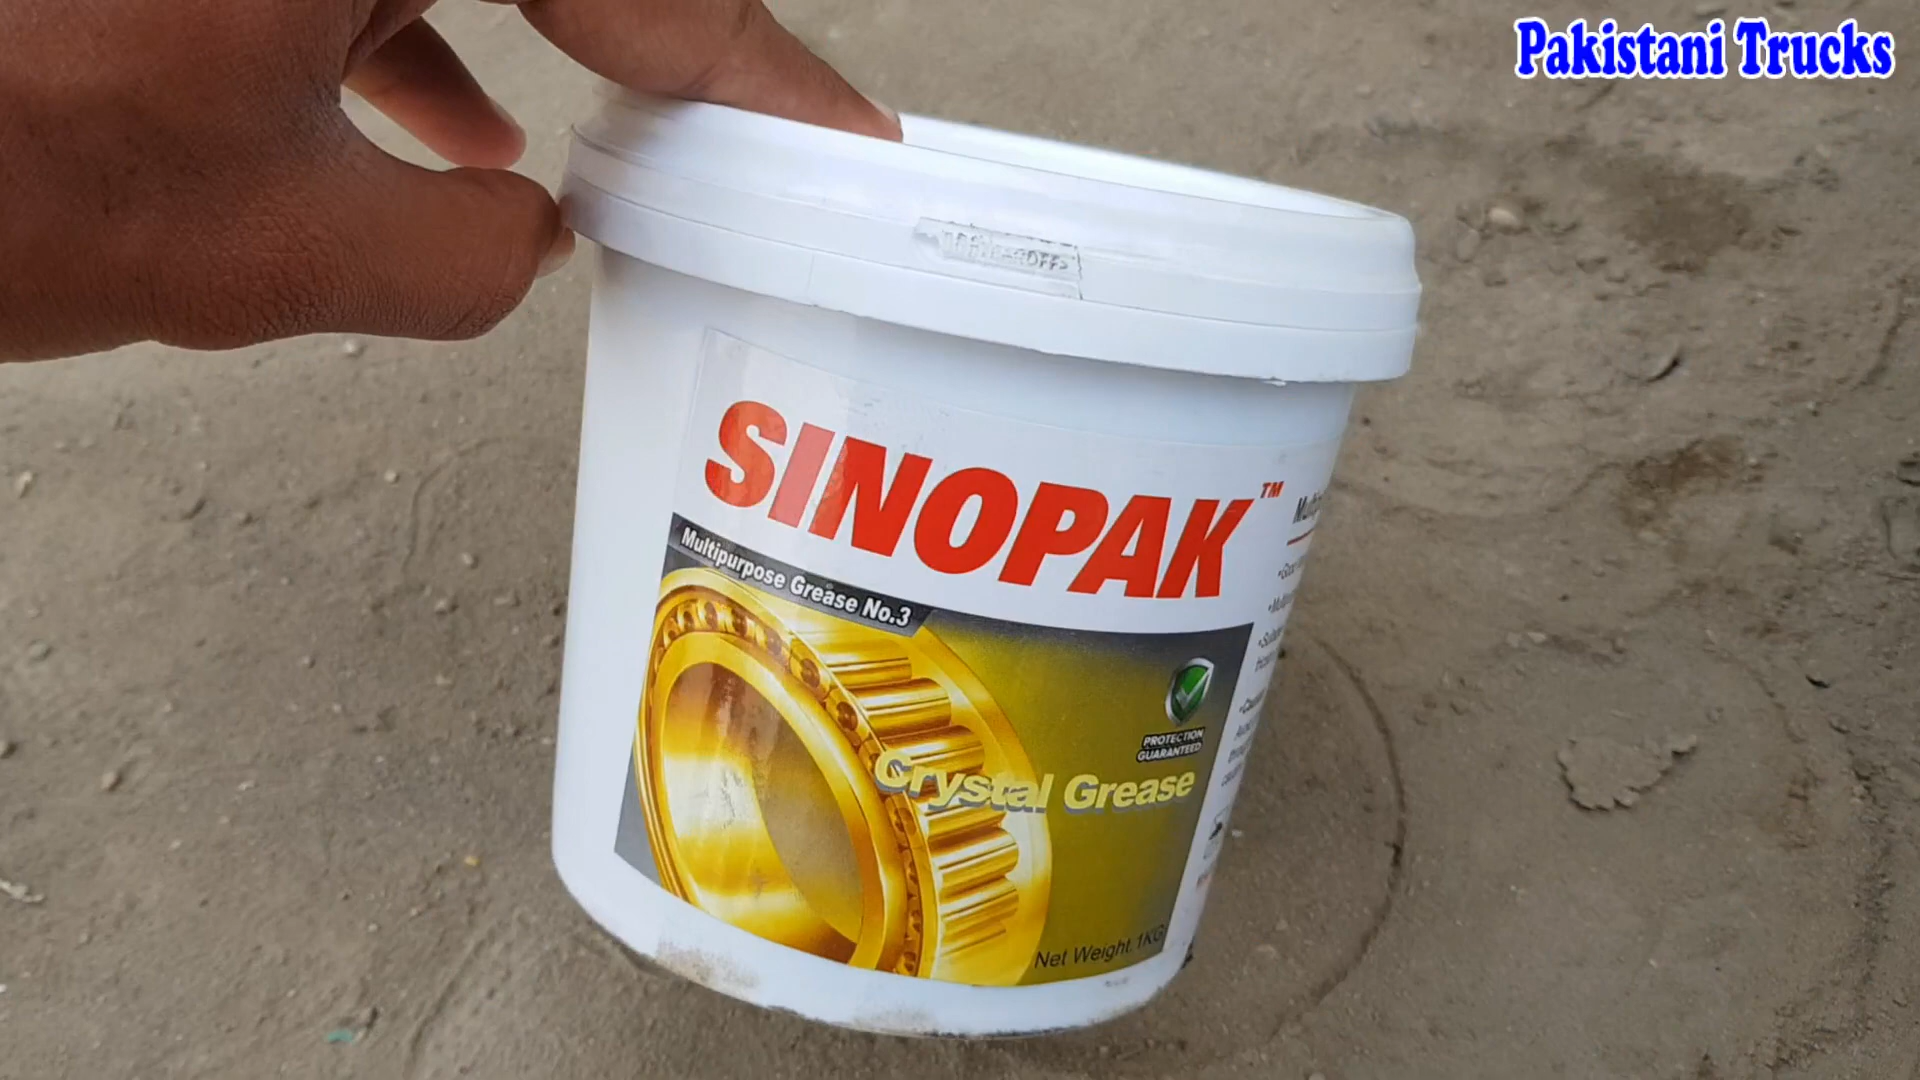 Pakistani Trucks
SINOPAK™
Multipurpose Grease No.3
PROTECTION
GUARANTEED
Crystal Grease
Net Weight. 1KG